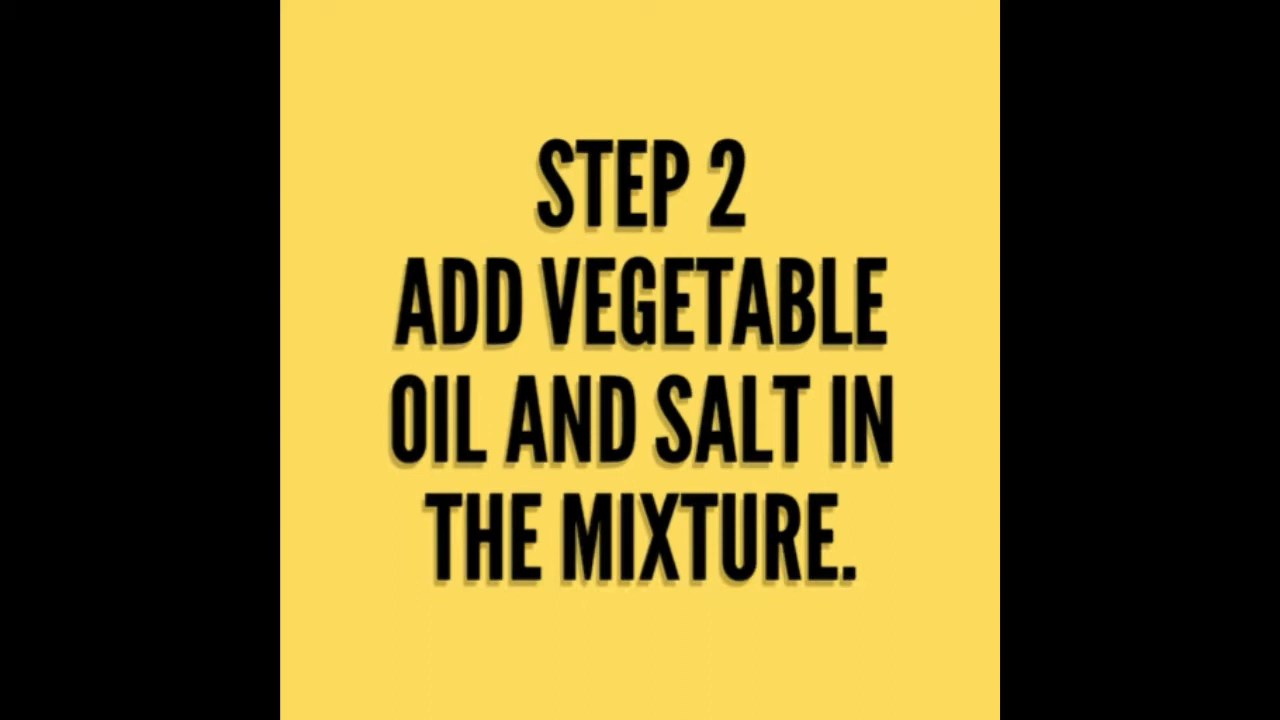 STEP 2
ADD VEGETABLE
OIL AND SALT IN
THE MIXTURE.